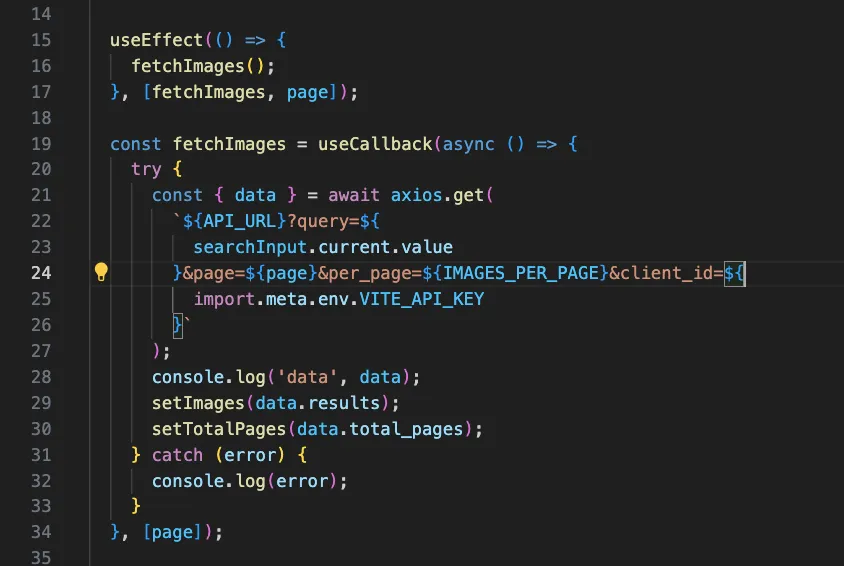 14
15 useEffect(() => {
16 fetchImages();
17 }, [fetchImages, page]);
18
19 const fetchImages = useCallback(async () => {
20 try {
21 const { data } = await axios.get(
22 `${API_URL}?query=${
23 searchInput.current.value
24 }&page=${page}&per_page=${IMAGES_PER_PAGE}&client_id=${
25 import.meta.env.VITE_API_KEY
26 }`
27 );
28 console.log('data', data);
29 setImages(data.results);
30 setTotalPages(data.total_pages);
31 } catch (error) {
32 console.log(error);
33 }
34 }, [page]);
35